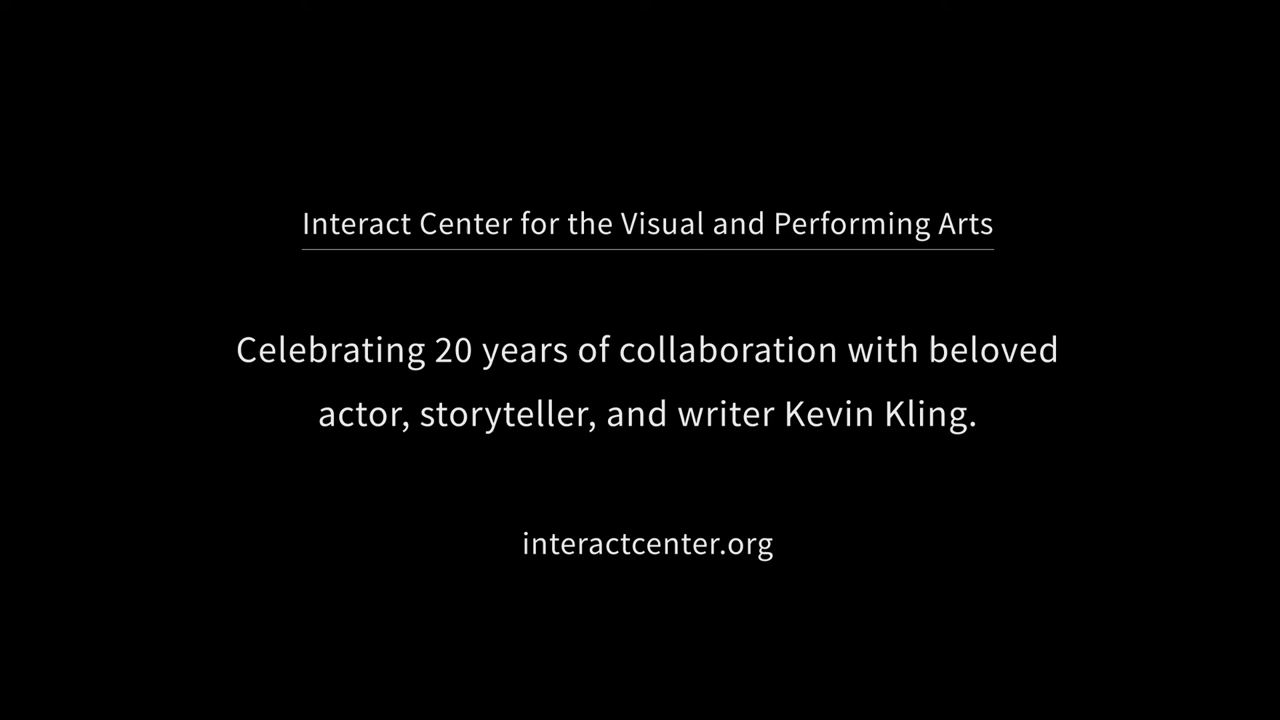 Interact Center for the Visual and Performing Arts
Celebrating 20 years of collaboration with beloved
actor, storyteller, and writer Kevin Kling.
interactcenter.org